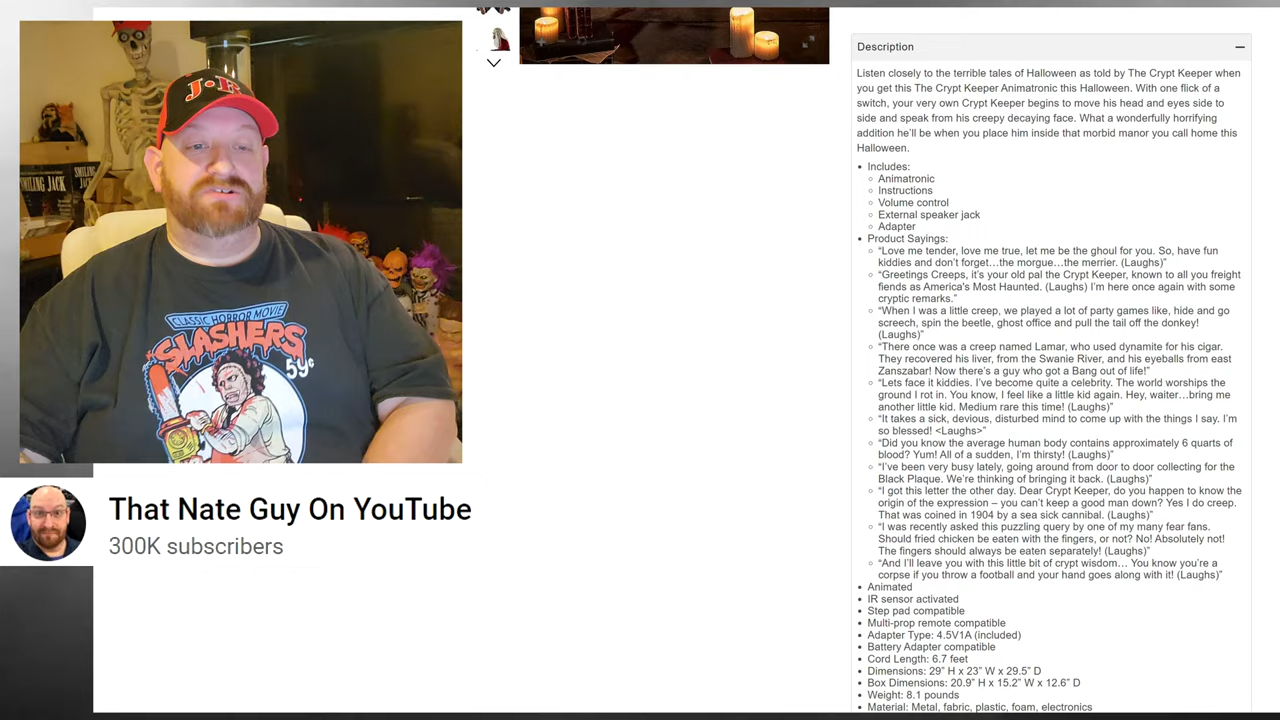 J·R
SMILING JACK
SMILING JACK
CLASSIC HORROR MOVIE
SLASHERS
5¢
That Nate Guy On YouTube
300K subscribers
Description
Listen closely to the terrible tales of Halloween as told by The Crypt Keeper when
you get this The Crypt Keeper Animatronic this Halloween. With one flick of a
switch, your very own Crypt Keeper begins to move his head and eyes side to
side and speak from his creepy decaying face. What a wonderfully horrifying
addition he'll be when you place him inside that morbid manor you call home this
Halloween.
• Includes:
◦ Animatronic
◦ Instructions
◦ Volume control
◦ External speaker jack
◦ Adapter
• Product Sayings:
◦ “Love me tender, love me true, let me be the ghoul for you. So, have fun
kiddies and don't forget…the morgue…the merrier. (Laughs)”
◦ “Greetings Creeps, it's your old pal the Crypt Keeper, known to all you freight
fiends as America's Most Haunted. (Laughs) I'm here once again with some
cryptic remarks.”
◦ “When I was a little creep, we played a lot of party games like, hide and go
screech, spin the beetle, ghost office and pull the tail off the donkey!
(Laughs)”
◦ “There once was a creep named Lamar, who used dynamite for his cigar.
They recovered his liver, from the Swanie River, and his eyeballs from east
Zanszabar! Now there's a guy who got a Bang out of life!”
◦ “Lets face it kiddies. I've become quite a celebrity. The world worships the
ground I rot in. You know, I feel like a little kid again. Hey, waiter…bring me
another little kid. Medium rare this time! (Laughs)”
◦ “It takes a sick, devious, disturbed mind to come up with the things I say. I'm
so blessed! <Laughs>”
◦ “Did you know the average human body contains approximately 6 quarts of
blood? Yum! All of a sudden, I'm thirsty! (Laughs)”
◦ “I've been very busy lately, going around from door to door collecting for the
Black Plaque. We're thinking of bringing it back. (Laughs)”
◦ “I got this letter the other day. Dear Crypt Keeper, do you happen to know the
origin of the expression – you can't keep a good man down? Yes I do creep.
That was coined in 1904 by a sea sick cannibal. (Laughs)”
◦ “I was recently asked this puzzling query by one of my many fear fans.
Should fried chicken be eaten with the fingers, or not? No! Absolutely not!
The fingers should always be eaten separately! (Laughs)”
◦ “And I'll leave you with this little bit of crypt wisdom… You know you're a
corpse if you throw a football and your hand goes along with it! (Laughs)”
• Animated
• IR sensor activated
• Step pad compatible
• Multi-prop remote compatible
• Adapter Type: 4.5V1A (included)
• Battery Adapter compatible
• Cord Length: 6.7 feet
• Dimensions: 29” H x 23” W x 29.5” D
• Box Dimensions: 20.9” H x 15.2” W x 12.6” D
• Weight: 8.1 pounds
• Material: Metal, fabric, plastic, foam, electronics